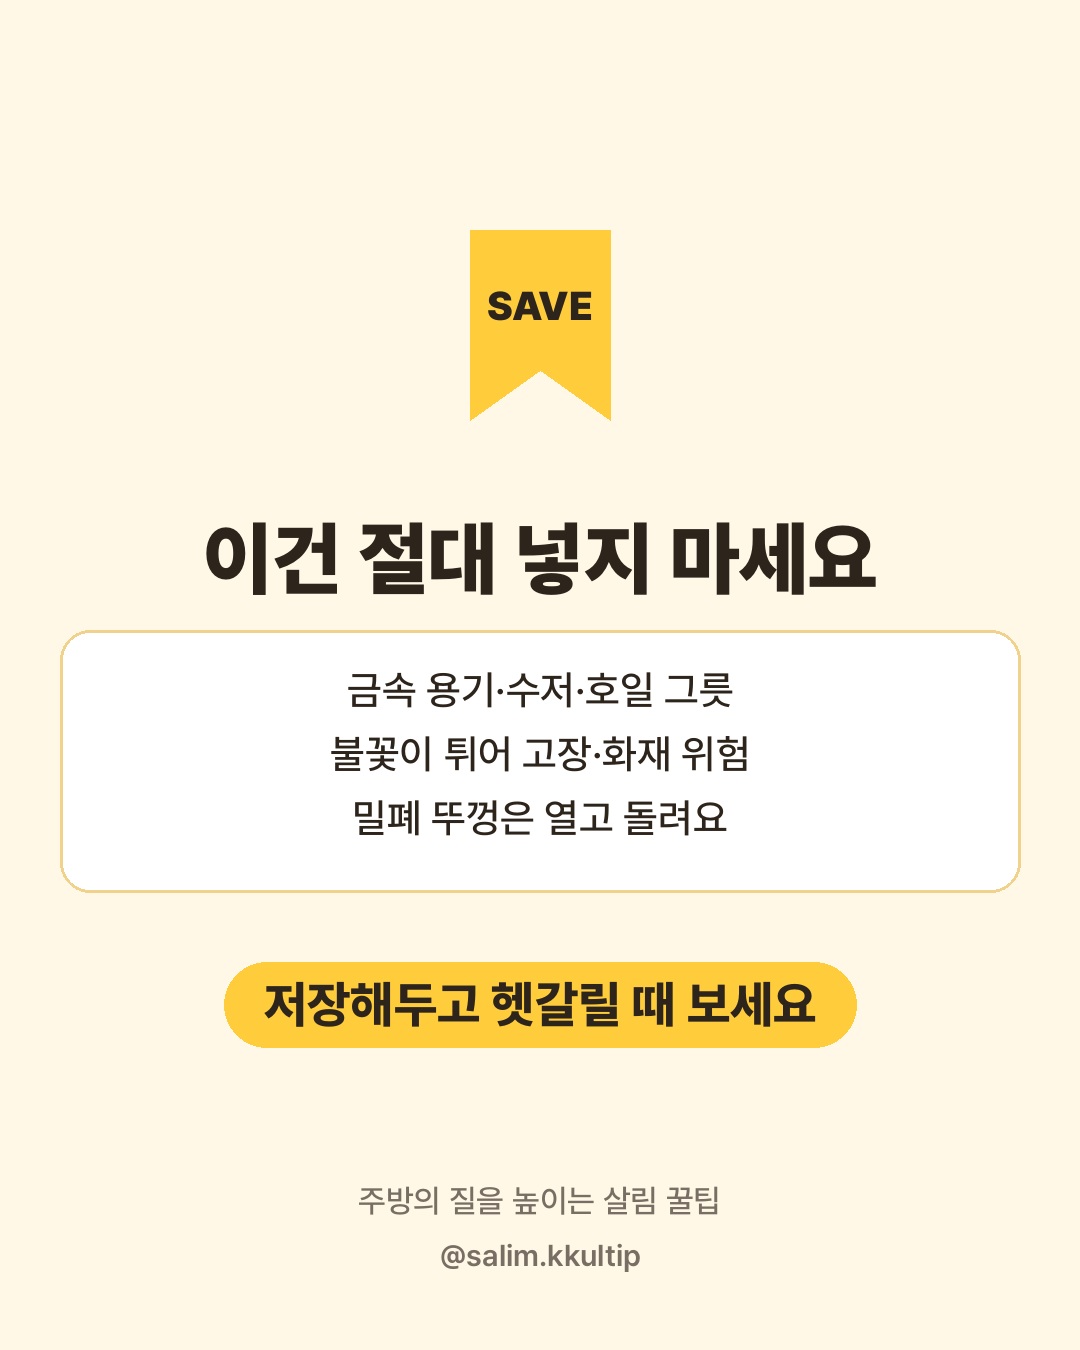 SAVE
이건 절대 넣지 마세요
금속 용기·수저·호일 그릇
불꽃이 튀어 고장·화재 위험
밀폐 뚜껑은 열고 돌려요
저장해두고 헷갈릴 때 보세요
주방의 질을 높이는 살림 꿀팁
@salim.kkultip